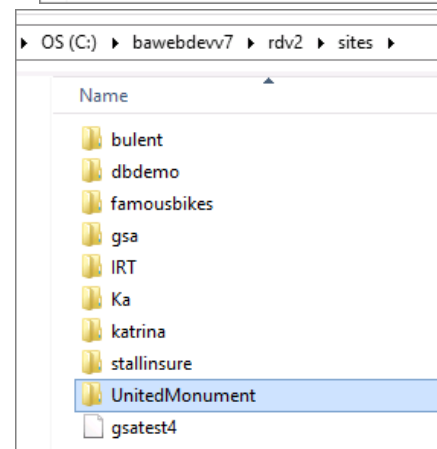 OS (C:) ▸ bawebdevv7 ▸ rdv2 ▸ sites ▸
Name
bulent
dbdemo
famousbikes
gsa
IRT
Ka
katrina
stallinsure
UnitedMonument
gsatest4